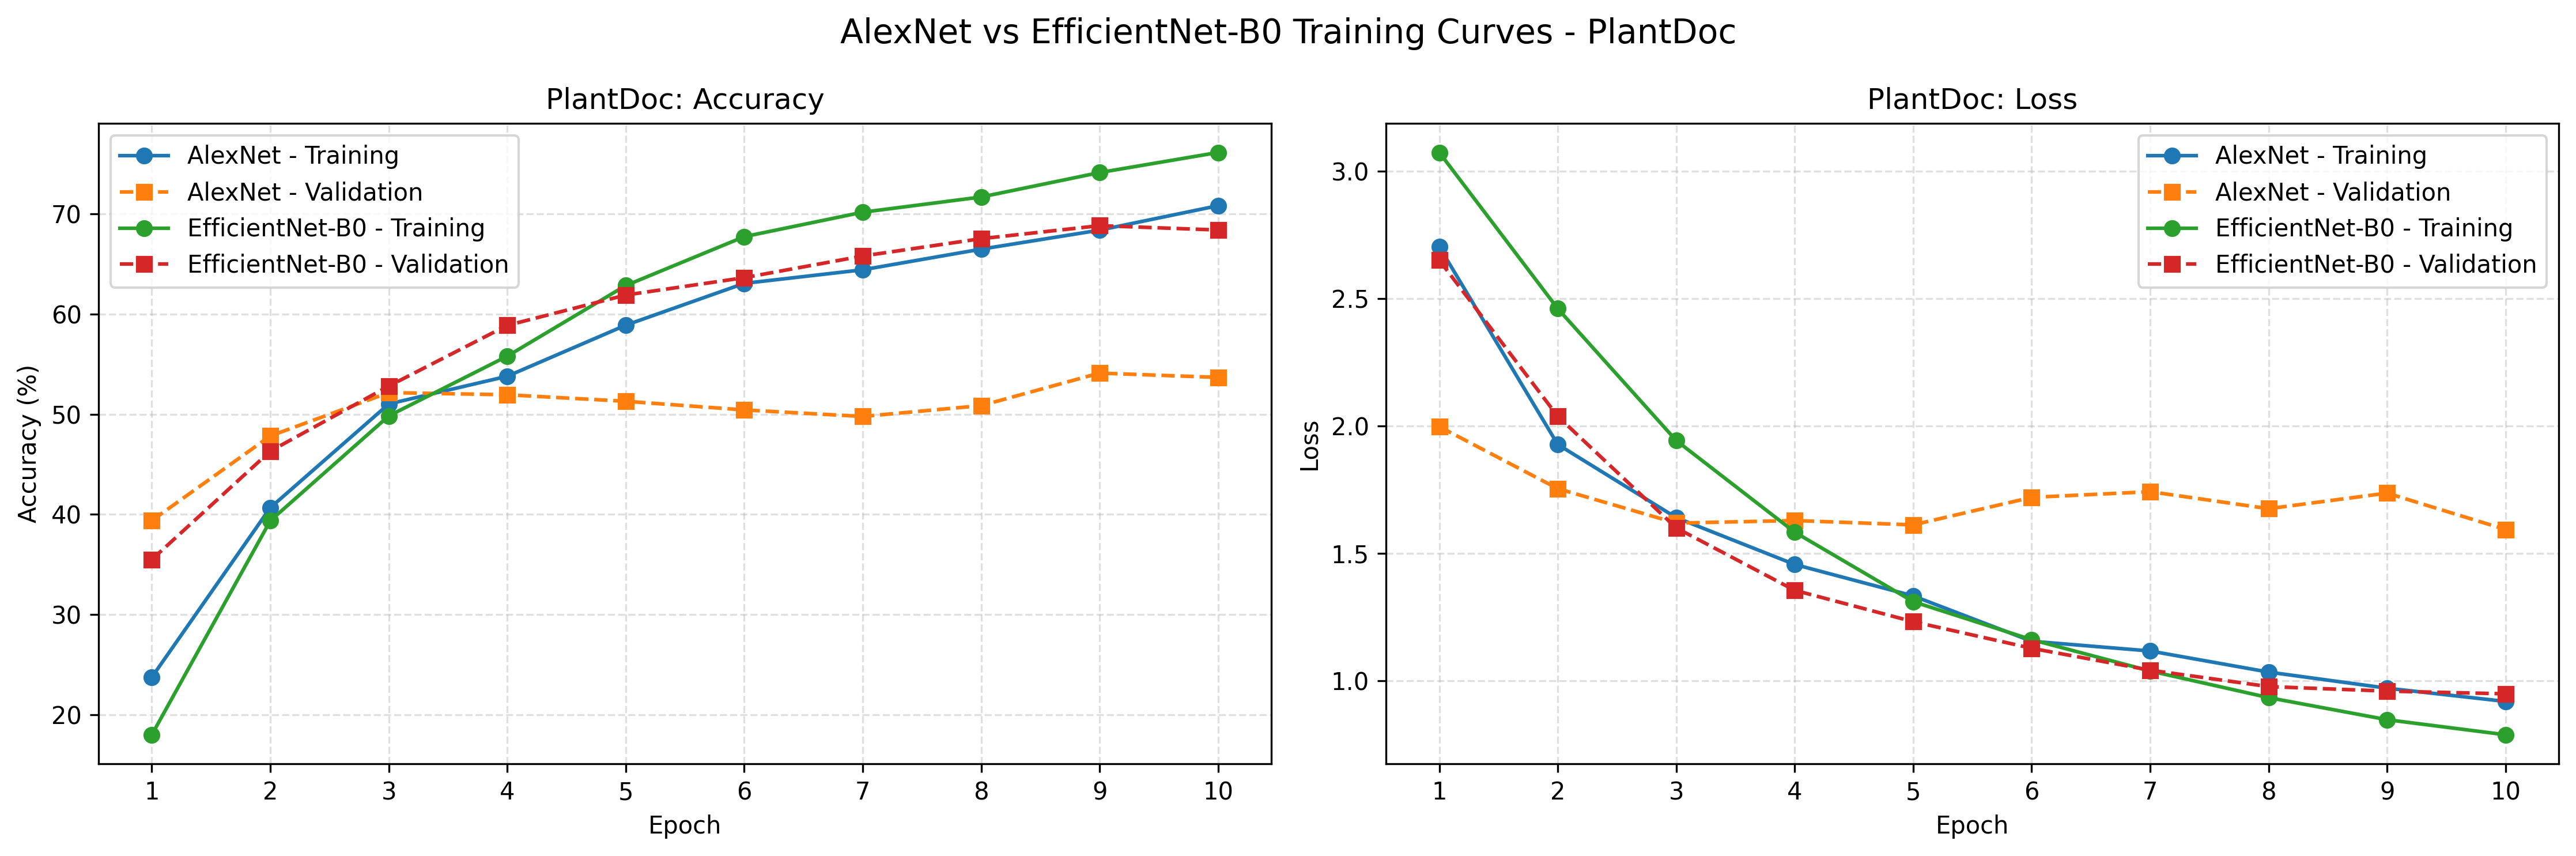 AlexNet vs EfficientNet-B0 Training Curves - PlantDoc
PlantDoc: Accuracy
AlexNet - Training
AlexNet - Validation
EfficientNet-B0 - Training
EfficientNet-B0 - Validation
Accuracy (%)
70
60
50
40
30
20
1 2 3 4 5 6 7 8 9 10
Epoch
PlantDoc: Loss
AlexNet - Training
AlexNet - Validation
EfficientNet-B0 - Training
EfficientNet-B0 - Validation
Loss
3.0
2.5
2.0
1.5
1.0
1 2 3 4 5 6 7 8 9 10
Epoch